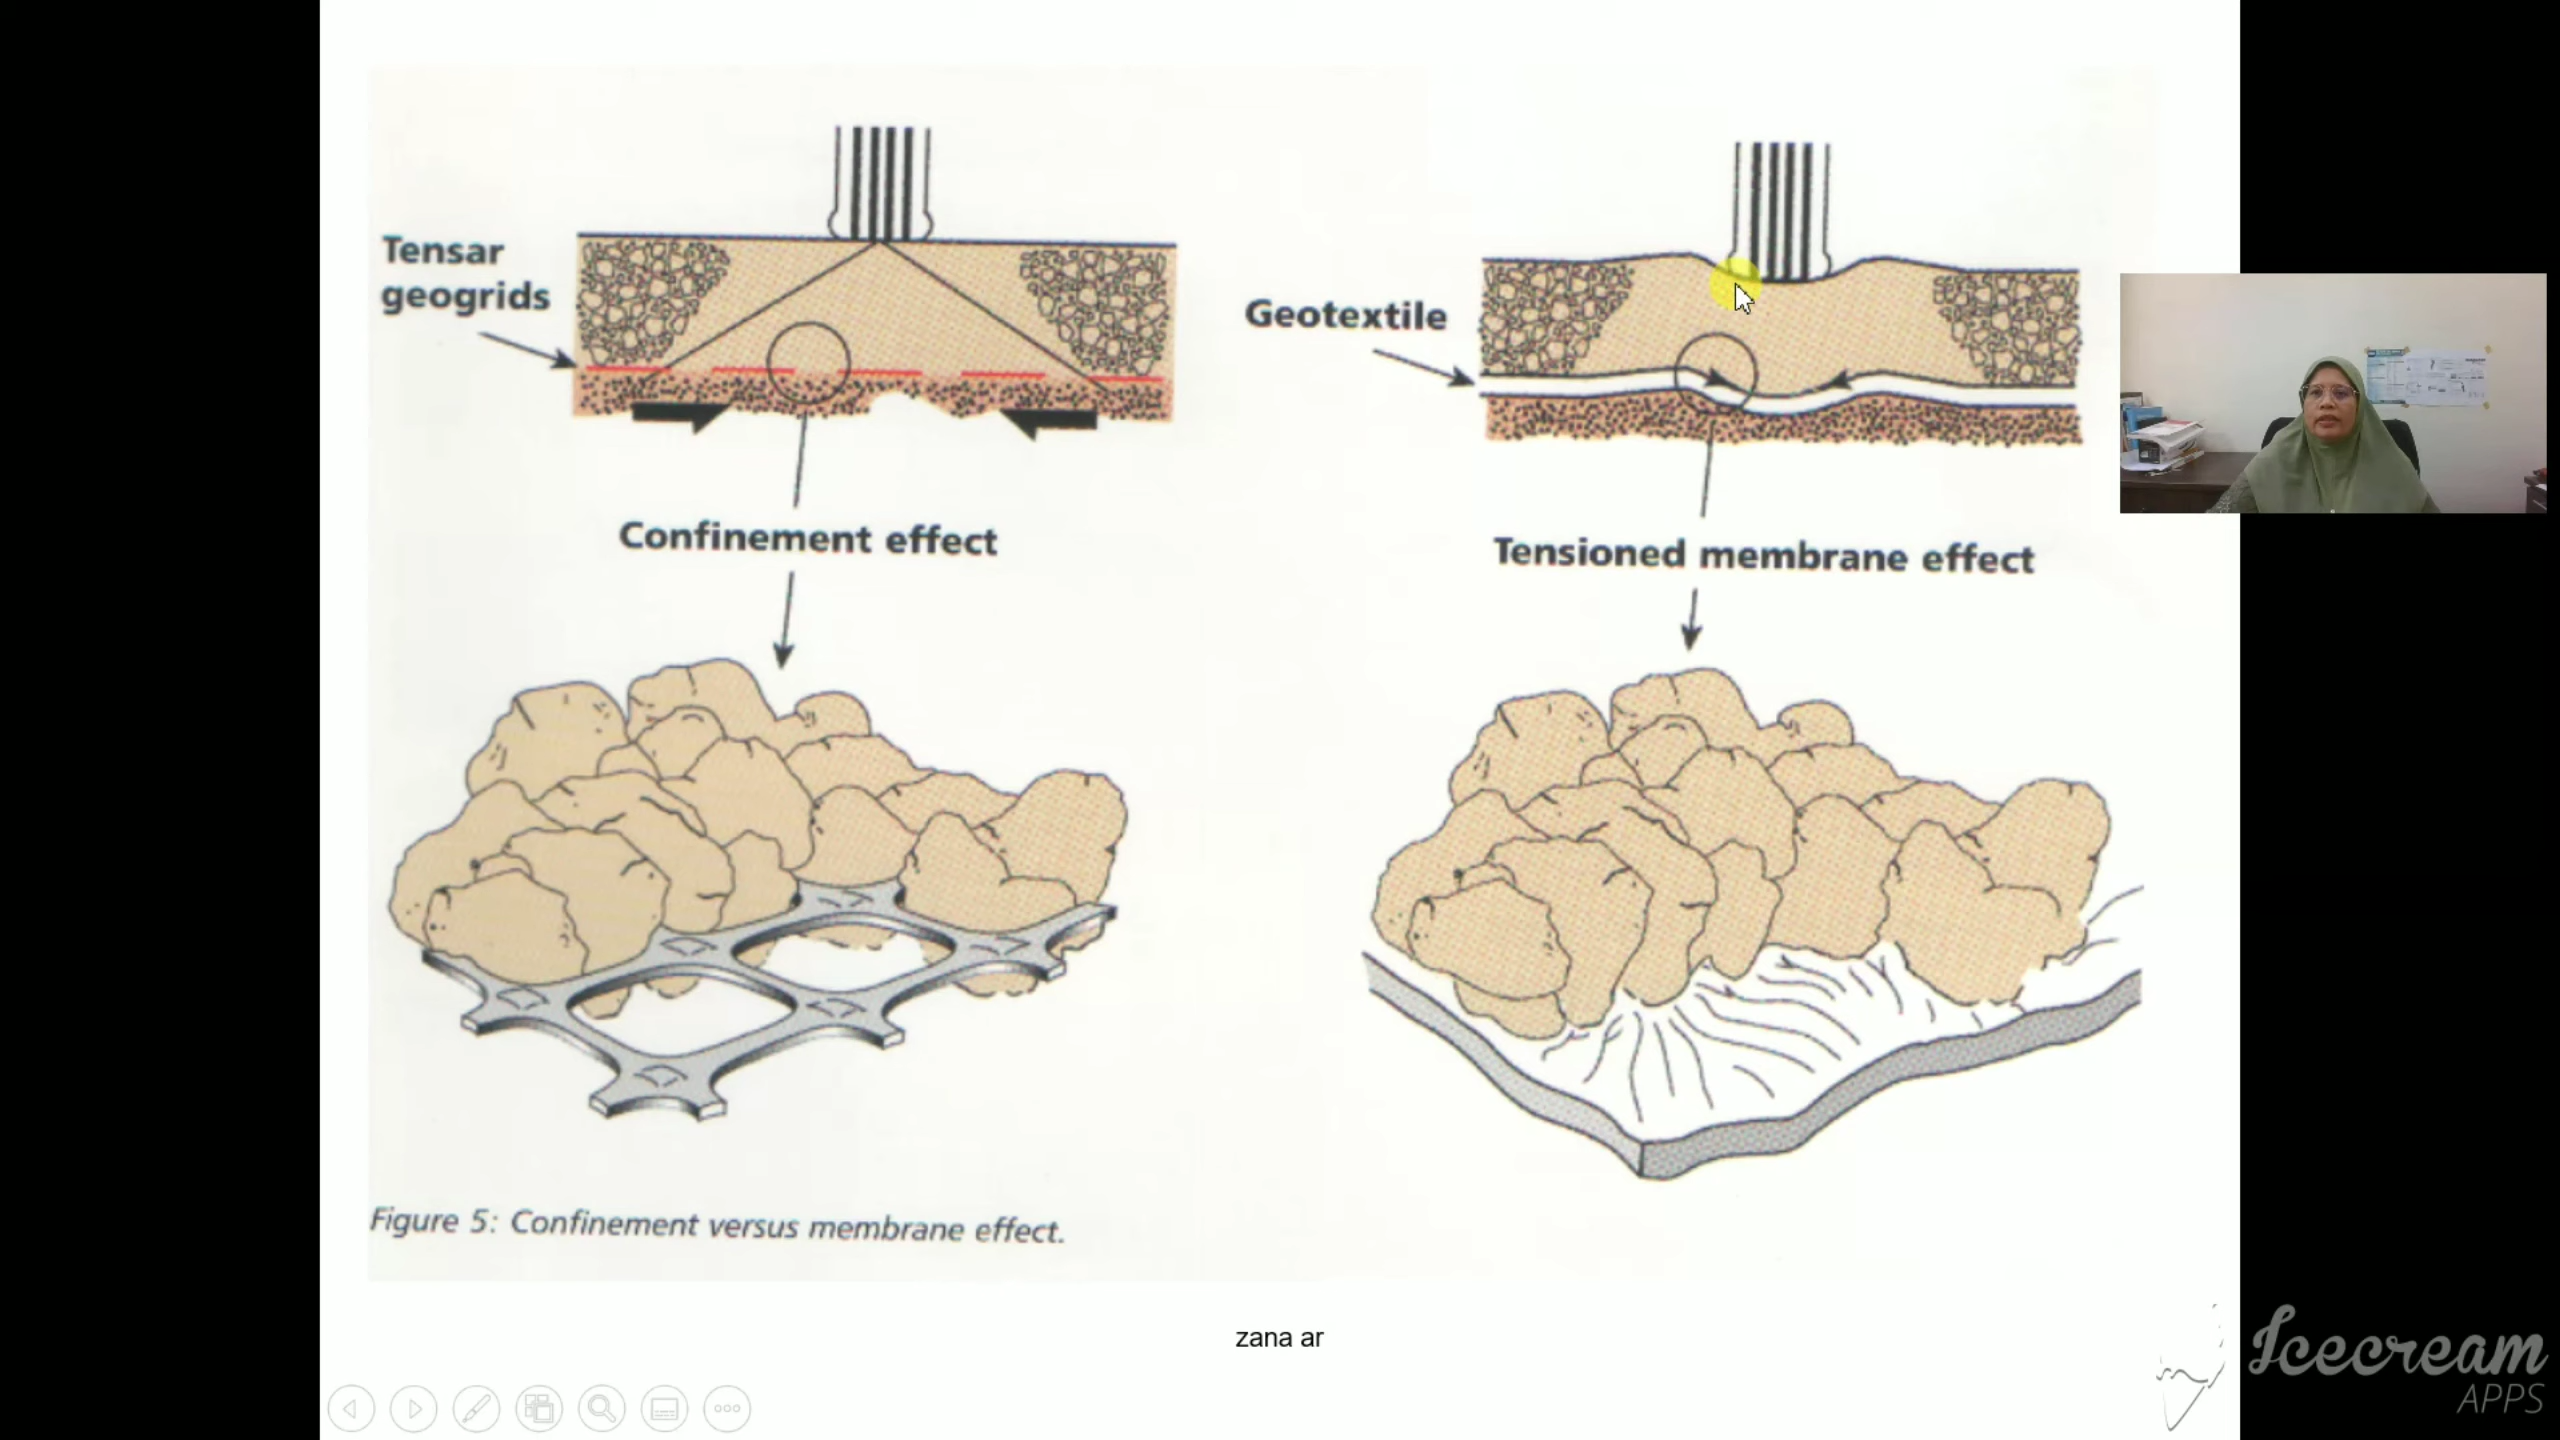 Tensar
geogrids
Geotextile
Confinement effect
Tensioned membrane effect
Figure 5: Confinement versus membrane effect.
zana ar
Icecream
APPS